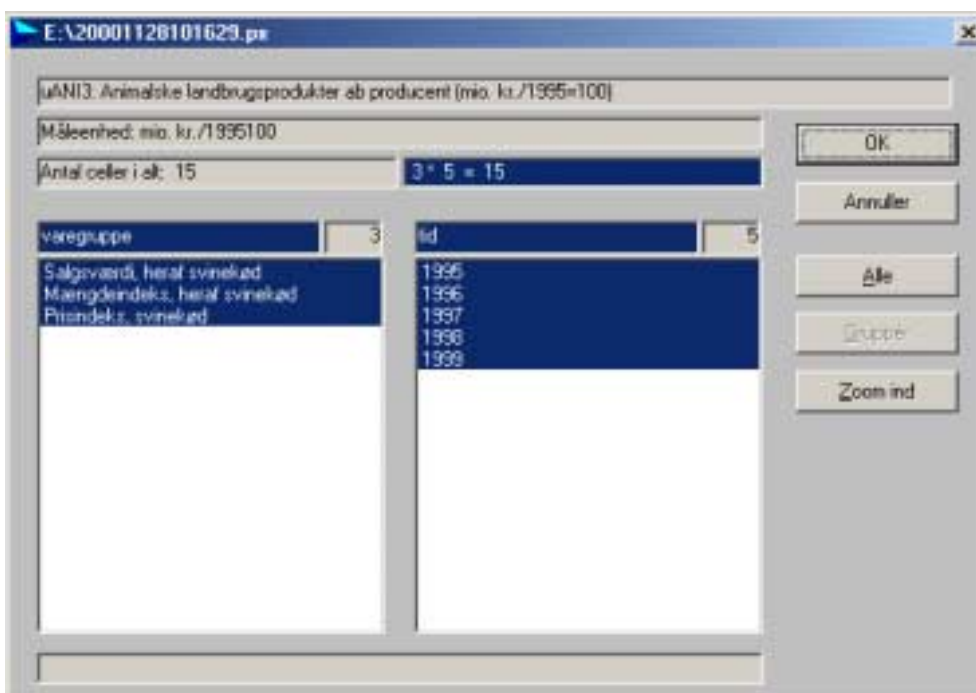 E:\20001128101629.px
uANI3: Animalske landbrugsprodukter ab producent (mio. kr./1995=100)
Måleenhed: mio. kr./1995100
Antal celler i alt: 15
3 * 5 = 15
OK
Annuller
varegruppe 3
tid 5
Salgsværdi, heraf svinekød
Mængdeindeks, heraf svinekød
Prisindeks, svinekød
1995
1996
1997
1998
1999
Alle
Gruppe
Zoom ind